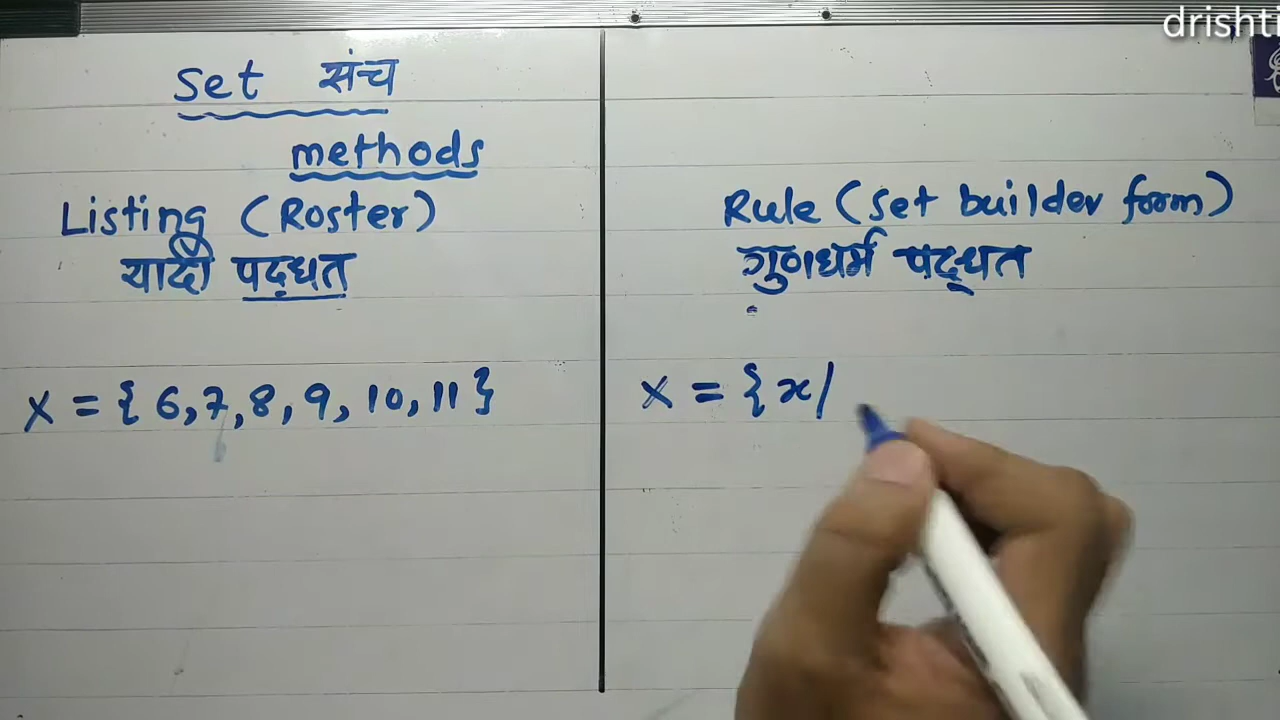 drishti
Set संच
methods
Listing (Roster)
यादी पद्धत
X = { 6, 7, 8, 9, 10, 11 }
Rule (set builder form)
गुणधर्म पद्धत
X = { x /